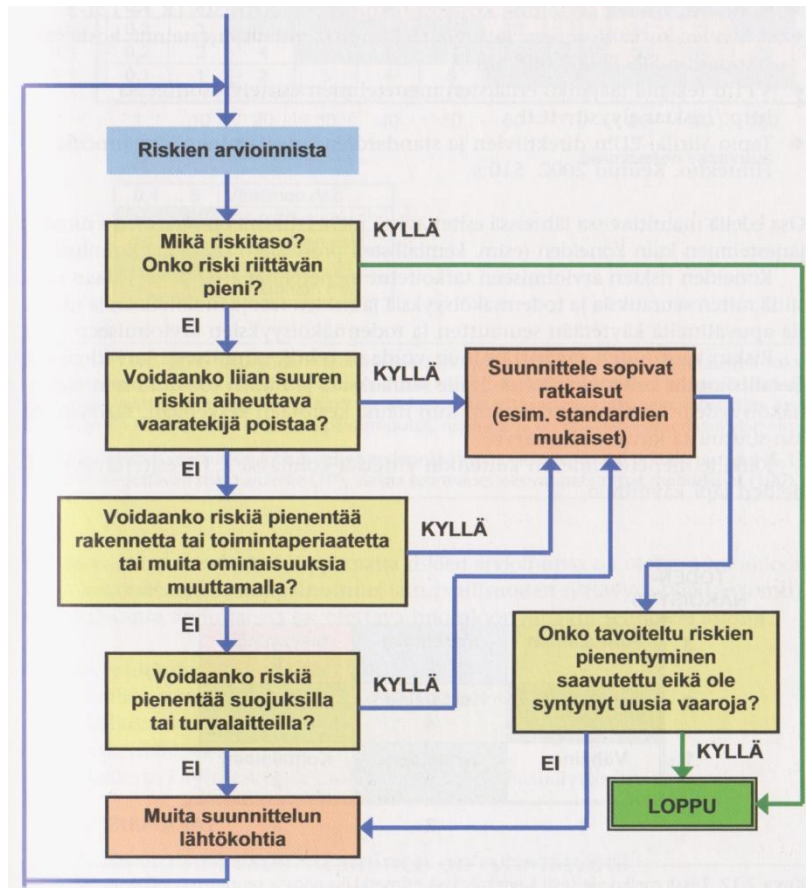 Riskien arvioinnista
Mikä riskitaso?
Onko riski riittävän
pieni?
KYLLÄ
EI
Voidaanko liian suuren
riskin aiheuttava
vaaratekijä poistaa?
KYLLÄ
Suunnittele sopivat
ratkaisut
(esim. standardien
mukaiset)
EI
Voidaanko riskiä pienentää
rakennetta tai toimintaperiaatetta
tai muita ominaisuuksia
muuttamalla?
KYLLÄ
EI
Voidaanko riskiä
pienentää suojuksilla
tai turvalaitteilla?
KYLLÄ
Onko tavoiteltu riskien
pienentyminen
saavutettu eikä ole
syntynyt uusia vaaroja?
EI
KYLLÄ
EI
LOPPU
Muita suunnittelun
lähtökohtia